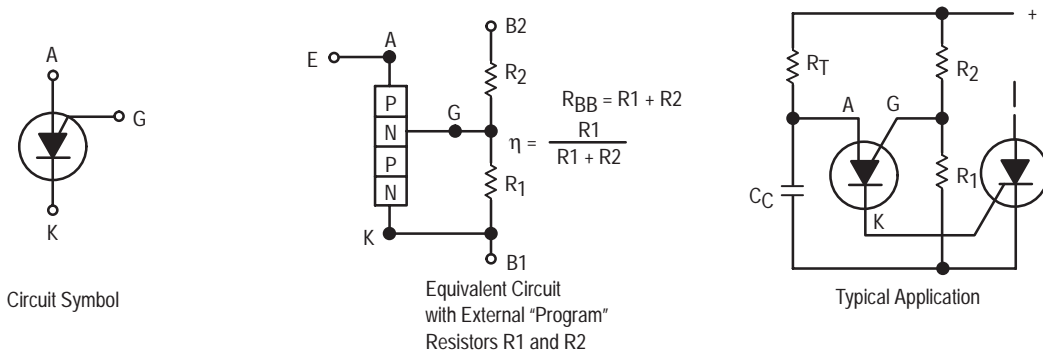 A
G
K
Circuit Symbol
E
A
B2
R2
P
N
P
N
G
RBB = R1 + R2
η = R1
R1 + R2
R1
K
B1
Equivalent Circuit
with External “Program”
Resistors R1 and R2
+
RT
R2
A
G
CC
R1
K
Typical Application